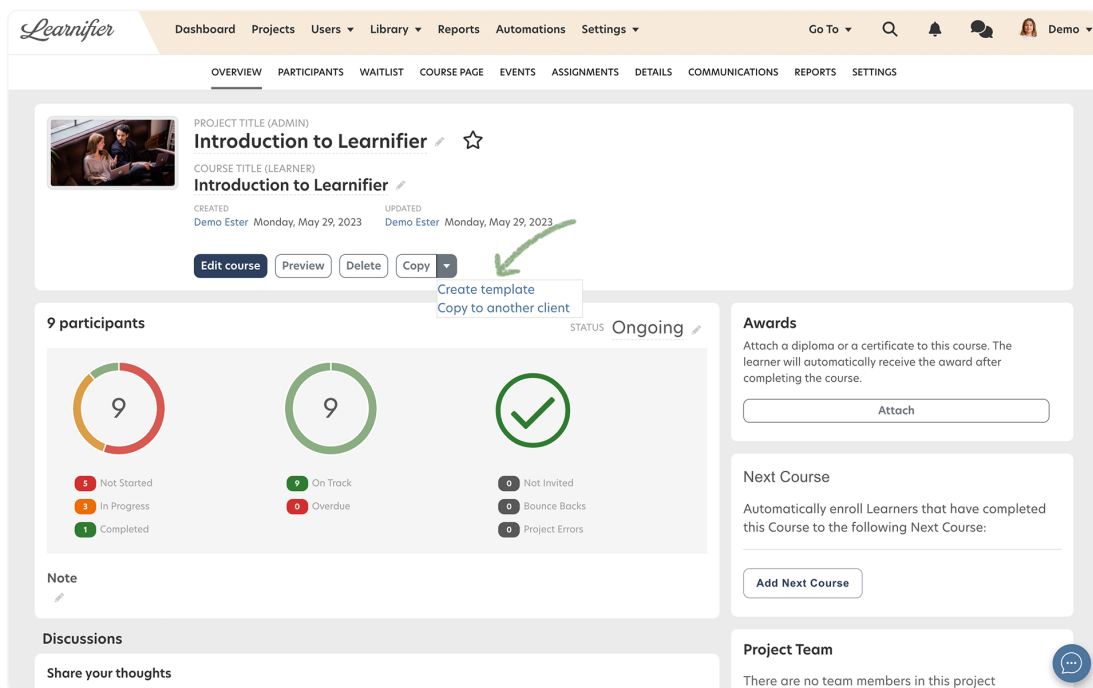 Learnifier
Dashboard Projects Users Library Reports Automations Settings Go To Demo
OVERVIEW PARTICIPANTS WAITLIST COURSE PAGE EVENTS ASSIGNMENTS DETAILS COMMUNICATIONS REPORTS SETTINGS
PROJECT TITLE (ADMIN)
Introduction to Learnifier
COURSE TITLE (LEARNER)
Introduction to Learnifier
CREATED UPDATED
Demo Ester Monday, May 29, 2023 Demo Ester Monday, May 29, 2023
Edit course Preview Delete Copy
Create template
Copy to another client
9 participants
STATUS Ongoing
9 9
5 Not Started 9 On Track 0 Not Invited
3 In Progress 0 Overdue 0 Bounce Backs
1 Completed 0 Project Errors
Note
Discussions
Share your thoughts
Awards
Attach a diploma or a certificate to this course. The
learner will automatically receive the award after
completing the course.
Attach
Next Course
Automatically enroll Learners that have completed
this Course to the following Next Course:
Add Next Course
Project Team
There are no team members in this project